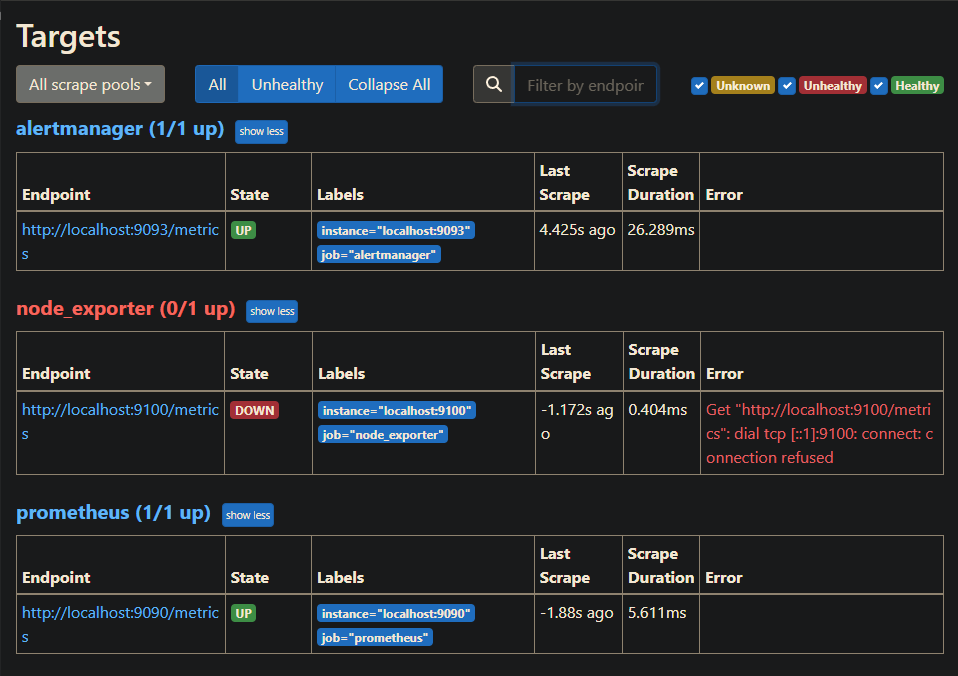 Targets
All scrape pools All Unhealthy Collapse All Filter by endpoir Unknown Unhealthy Healthy
alertmanager (1/1 up) show less
Endpoint State Labels Last Scrape Scrape Duration Error
http://localhost:9093/metrics UP instance="localhost:9093" 4.425s ago 26.289ms
job="alertmanager"
node_exporter (0/1 up) show less
Endpoint State Labels Last Scrape Scrape Duration Error
http://localhost:9100/metrics DOWN instance="localhost:9100" -1.172s ago 0.404ms Get "http://localhost:9100/metrics": dial tcp [::1]:9100: connect: connection refused
job="node_exporter"
prometheus (1/1 up) show less
Endpoint State Labels Last Scrape Scrape Duration Error
http://localhost:9090/metrics UP instance="localhost:9090" -1.88s ago 5.611ms
job="prometheus"